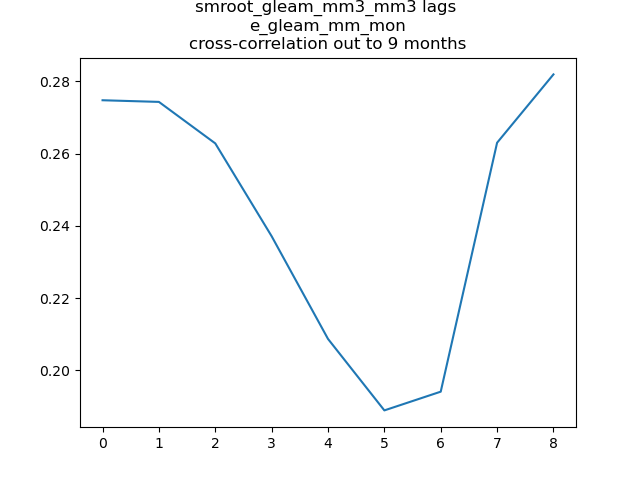 smroot_gleam_mm3_mm3 lags
e_gleam_mm_mon
cross-correlation out to 9 months
0.28
0.26
0.24
0.22
0.20
0 1 2 3 4 5 6 7 8